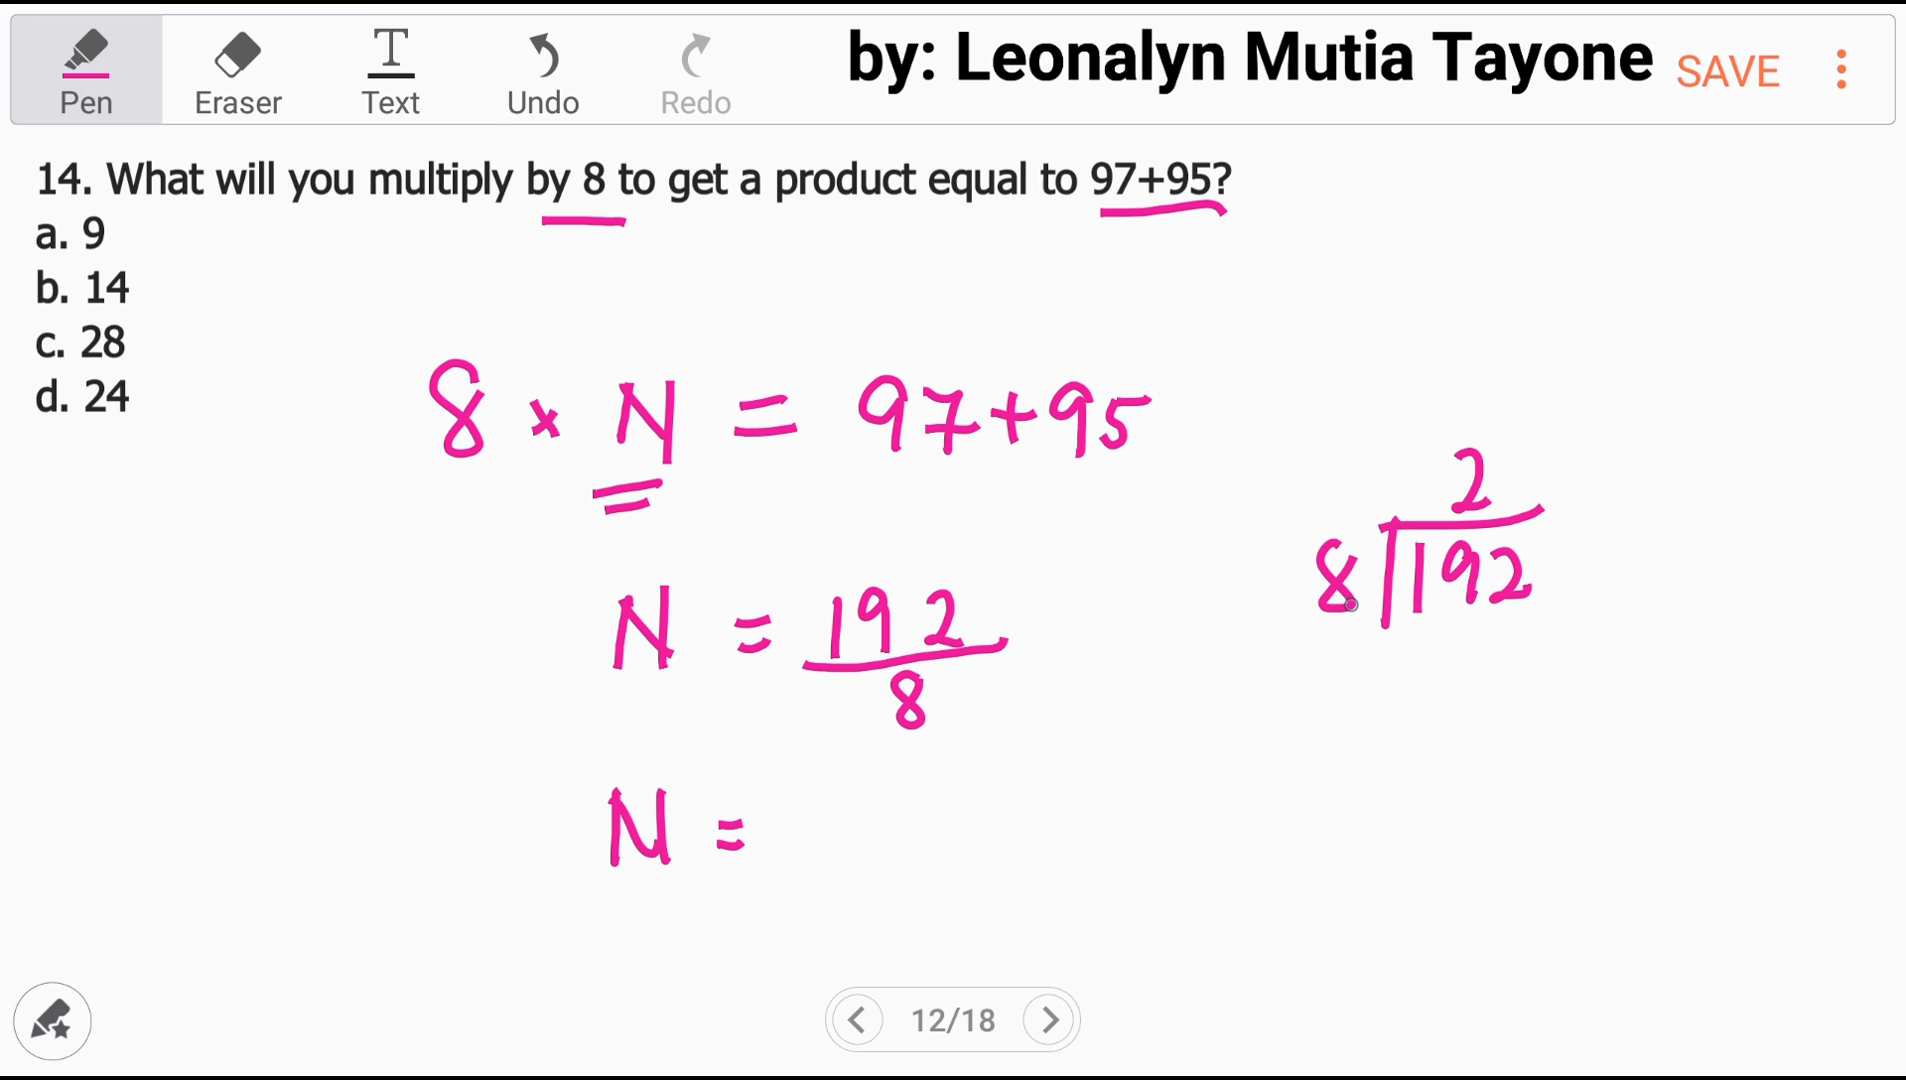 Pen Eraser Text Undo Redo by: Leonalyn Mutia Tayone SAVE
14. What will you multiply by 8 to get a product equal to 97+95?
a. 9
b. 14
c. 28
d. 24
8 × N = 97+95
2
8 192
N = 192
8
N =
12/18